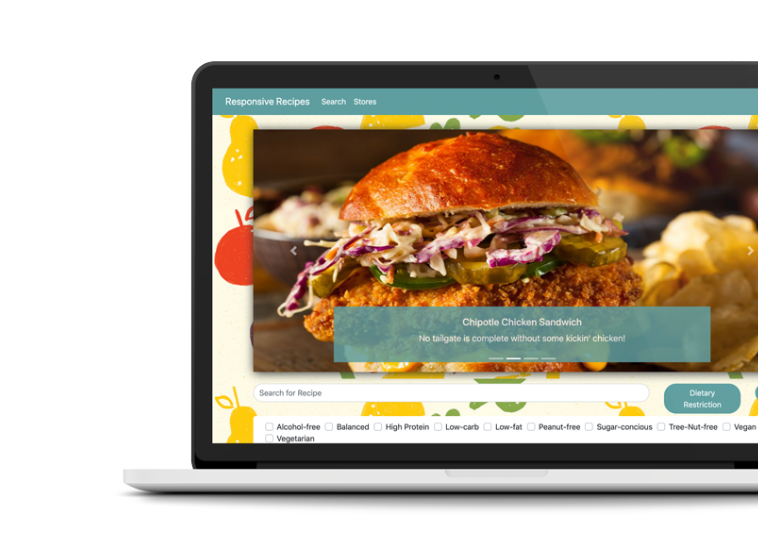 Responsive Recipes Search Stores
Chipotle Chicken Sandwich
No tailgate is complete without some kickin' chicken!
Search for Recipe
Dietary
Restriction
Alcohol-free Balanced High Protein Low-carb Low-fat Peanut-free Sugar-concious Tree-Nut-free Vegan
Vegetarian